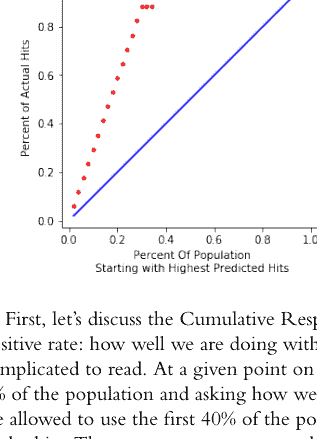 0.8
0.6
0.4
0.2
0.0
Percent of Actual Hits
0.0 0.2 0.4 0.6 0.8 1.0
Percent Of Population
Starting with Highest Predicted Hits
First, let's discuss the Cumulative Resp
sitive rate: how well we are doing with
mplicated to read. At a given point on
% of the population and asking how we
e allowed to use the first 40% of the po